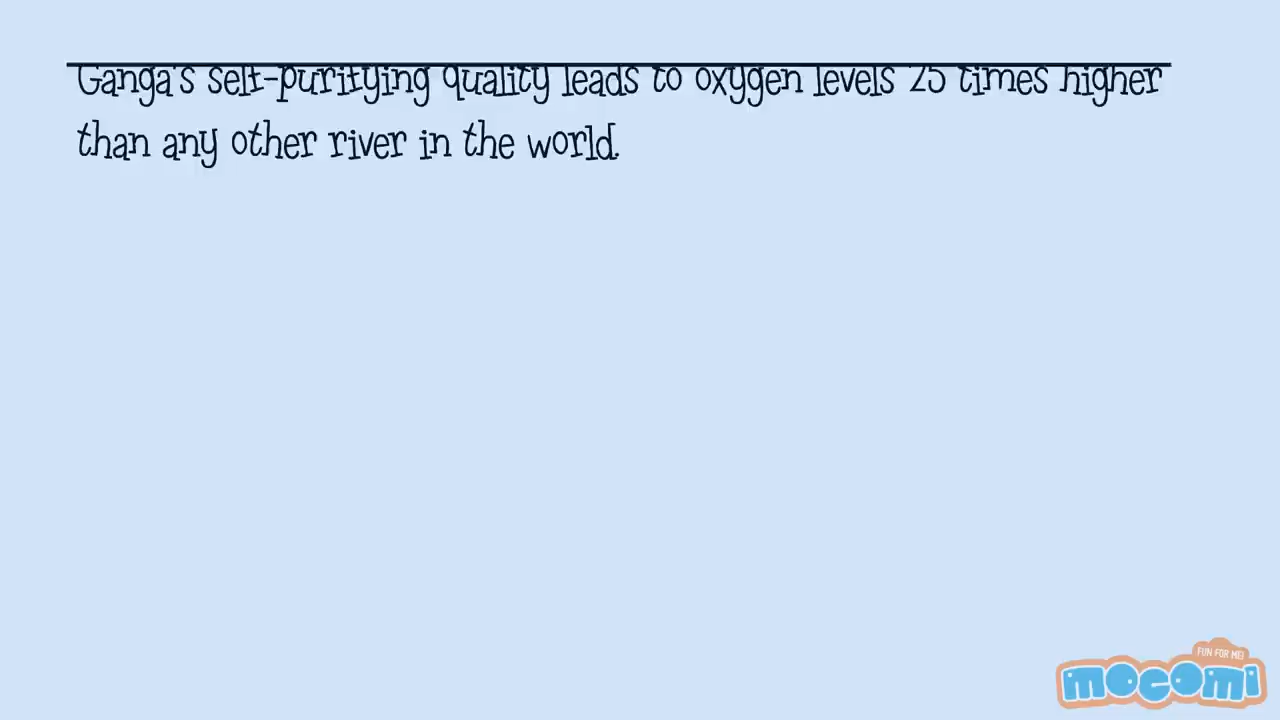 Ganga's self-purifying quality leads to oxygen levels 25 times higher
than any other river in the world.
FUN FOR ME!
mocomi